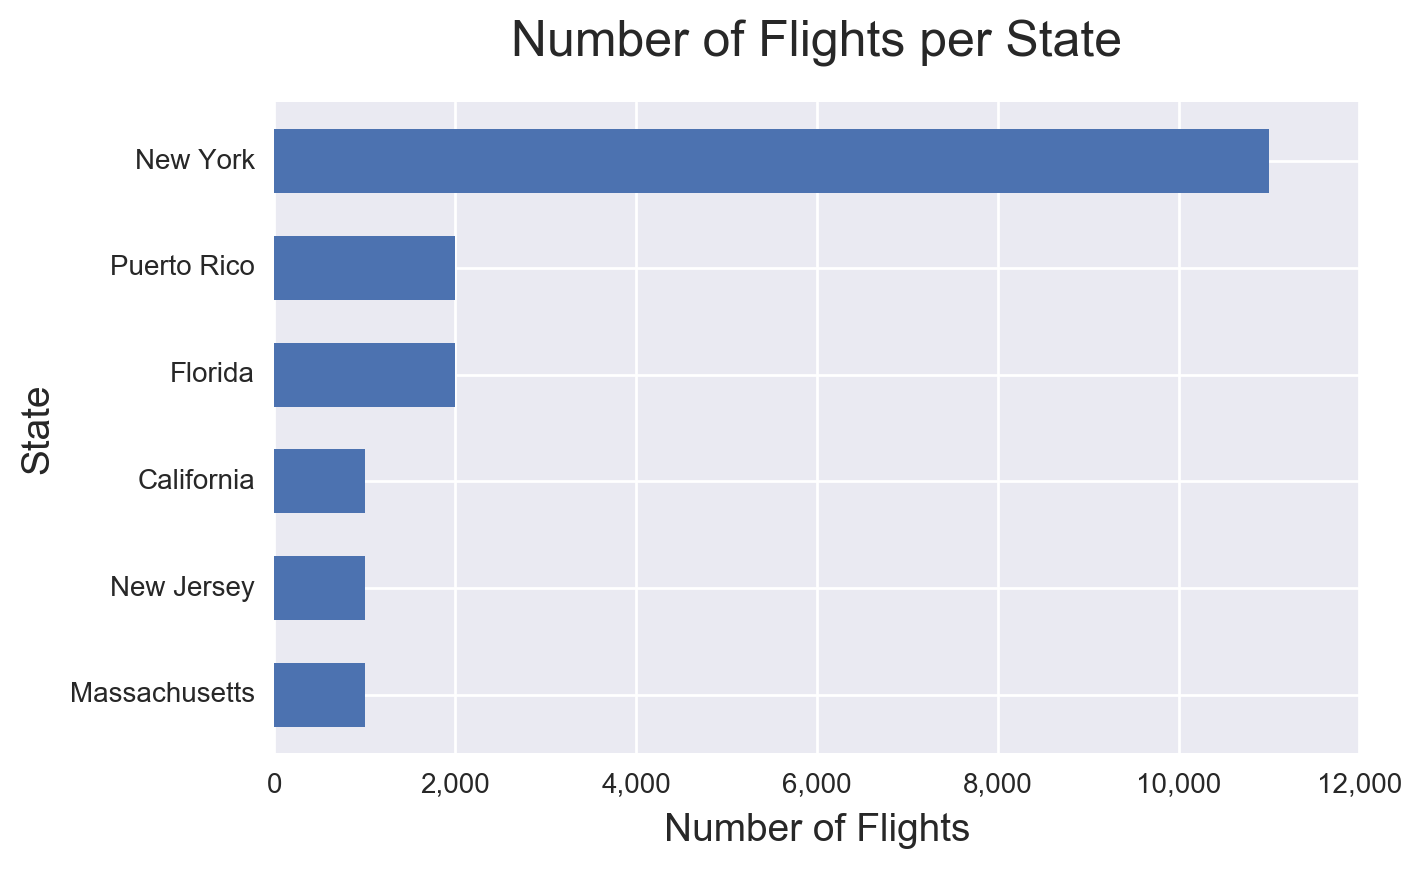 Number of Flights per State
New York
Puerto Rico
Florida
California
New Jersey
Massachusetts
State
0 2,000 4,000 6,000 8,000 10,000 12,000
Number of Flights